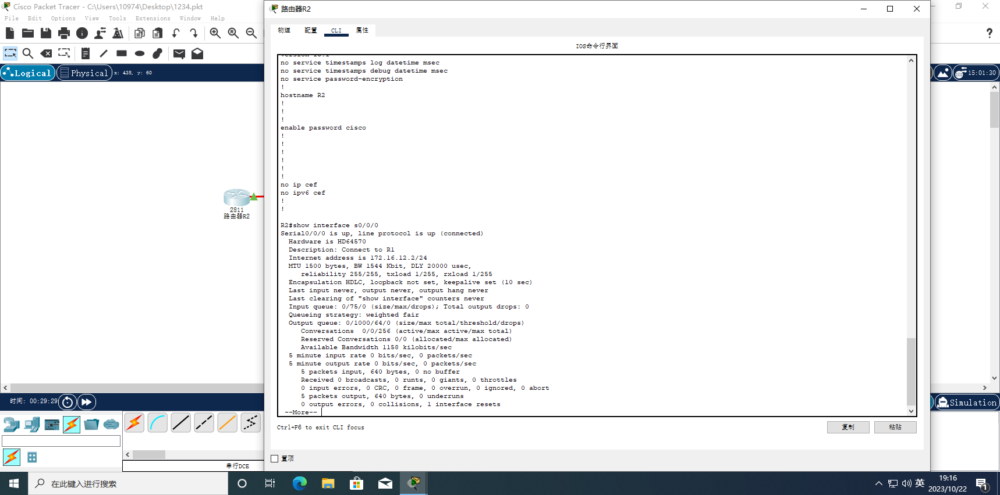 Cisco Packet Tracer - C:\Users\10974\Desktop\1234.pkt
File Edit Options View Tools Extensions Window Help
Logical
Physical
x: 438, y: 60
2811
路由器R2
时间: 00:29:29
串行DCE
路由器R2
物理 配置 CLI 属性
IOS命令行界面
no service timestamps log datetime msec
no service timestamps debug datetime msec
no service password-encryption
!
hostname R2
!
!
!
enable password cisco
!
!
!
!
!
!
no ip cef
no ipv6 cef
!
!
R2#show interface s0/0/0
Serial0/0/0 is up, line protocol is up (connected)
Hardware is HD64570
Description: Connect to R1
Internet address is 172.16.12.2/24
MTU 1500 bytes, BW 1544 Kbit, DLY 20000 usec,
reliability 255/255, txload 1/255, rxload 1/255
Encapsulation HDLC, loopback not set, keepalive set (10 sec)
Last input never, output never, output hang never
Last clearing of "show interface" counters never
Input queue: 0/75/0 (size/max/drops); Total output drops: 0
Queueing strategy: weighted fair
Output queue: 0/1000/64/0 (size/max total/threshold/drops)
Conversations  0/0/256 (active/max active/max total)
Reserved Conversations 0/0 (allocated/max allocated)
Available Bandwidth 1158 kilobits/sec
5 minute input rate 0 bits/sec, 0 packets/sec
5 minute output rate 0 bits/sec, 0 packets/sec
5 packets input, 640 bytes, 0 no buffer
Received 0 broadcasts, 0 runts, 0 giants, 0 throttles
0 input errors, 0 CRC, 0 frame, 0 overrun, 0 ignored, 0 abort
5 packets output, 640 bytes, 0 underruns
0 output errors, 0 collisions, 1 interface resets
--More--
Ctrl+F6 to exit CLI focus
复制
粘贴
置顶
?
15:01:30
Simulation
在此键入进行搜索
英
19:16
2023/10/22
1